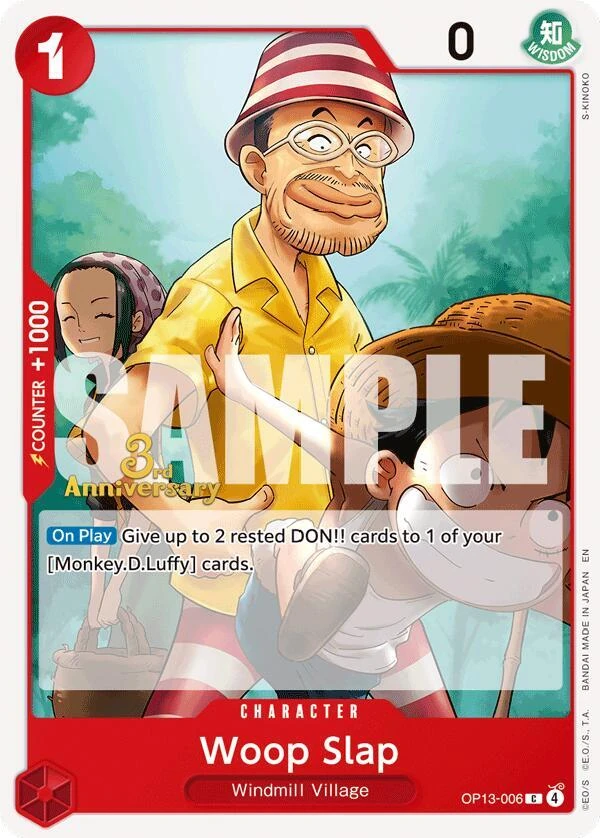 1
0
知
WISDOM
S-KINOKO
COUNTER +1000
SAMPLE
3rd
Anniversary
On Play Give up to 2 rested DON!! cards to 1 of your
[Monkey.D.Luffy] cards.
CHARACTER
Woop Slap
Windmill Village
OP13-006 C 4
©EO/S ©E.O./S., T.A. BANDAI MADE IN JAPAN EN